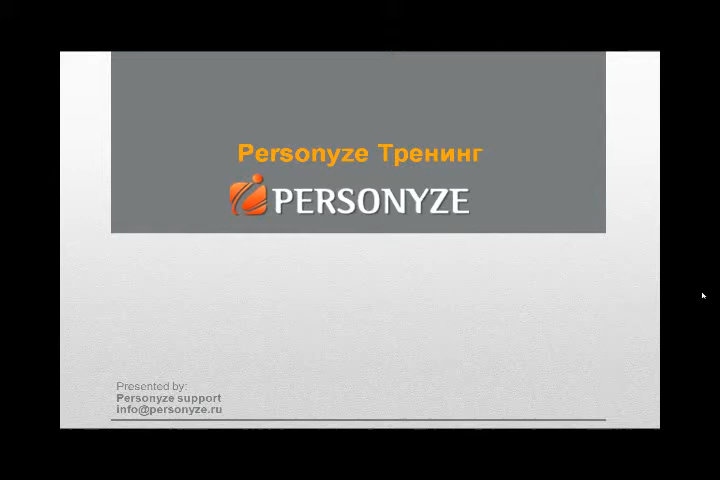 Personyze Тренинг
PERSONYZE
Presented by:
Personyze support
info@personyze.ru